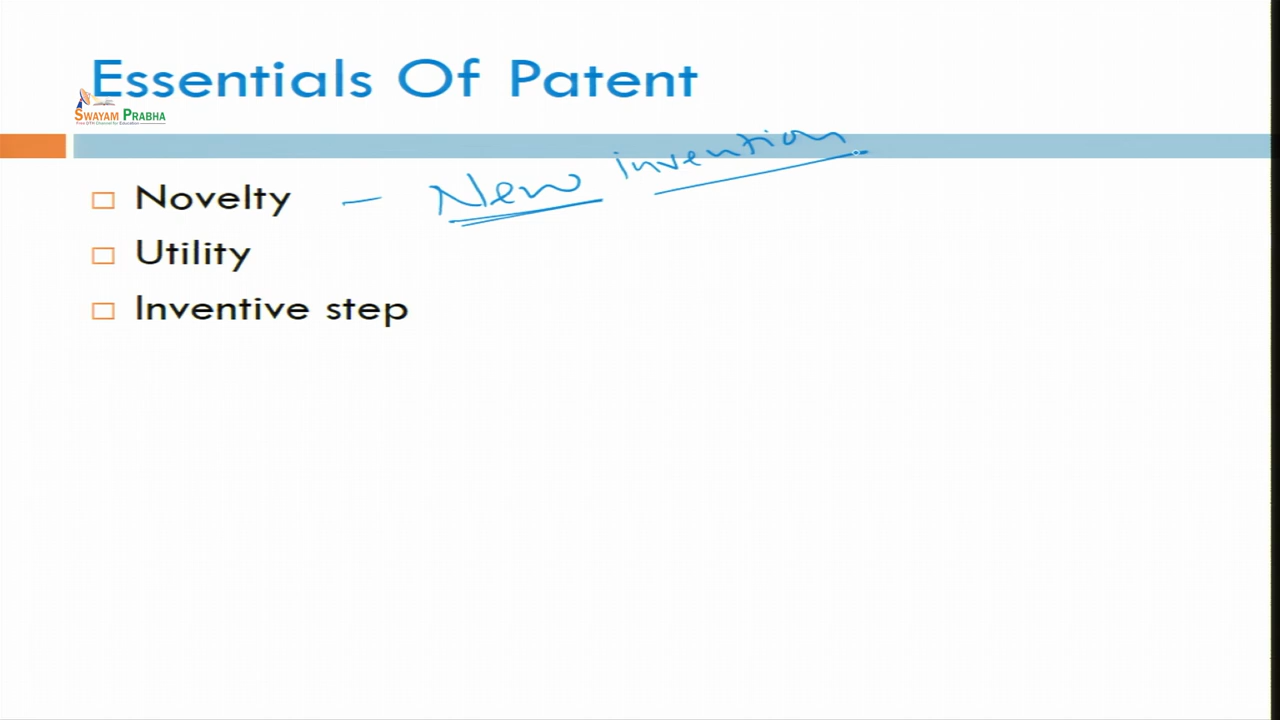 Essentials Of Patent
SWAYAM PRABHA
Novelty – New invention
Utility
Inventive step